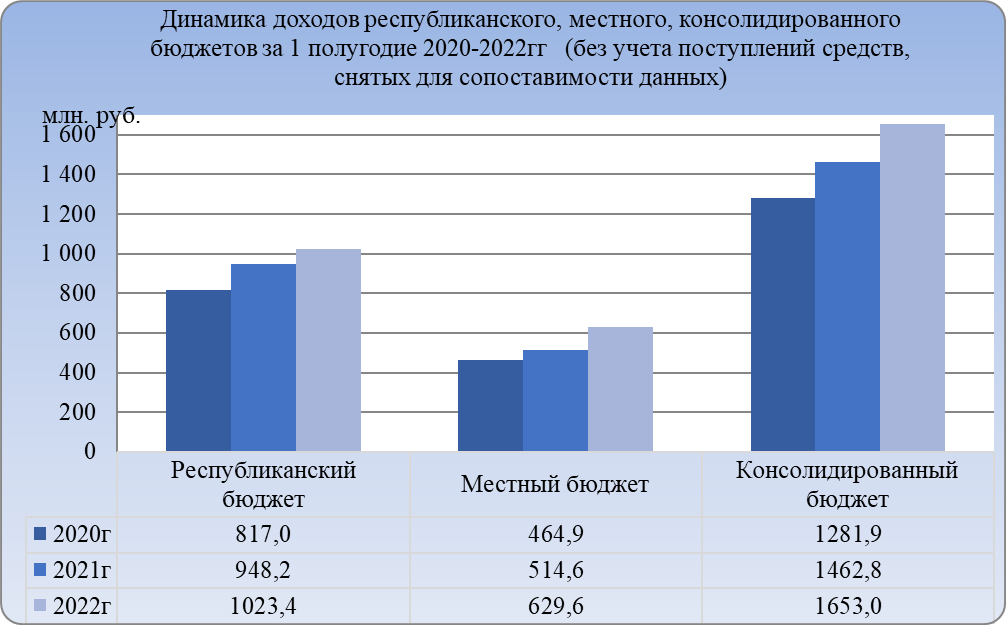 Динамика доходов республиканского, местного, консолидированного
бюджетов за 1 полугодие 2020-2022гг (без учета поступлений средств,
снятых для сопоставимости данных)
млн. руб.
1 600
1 400
1 200
1 000
800
600
400
200
0
Республиканский
бюджет
Местный бюджет
Консолидированный
бюджет
2020г 817,0 464,9 1281,9
2021г 948,2 514,6 1462,8
2022г 1023,4 629,6 1653,0